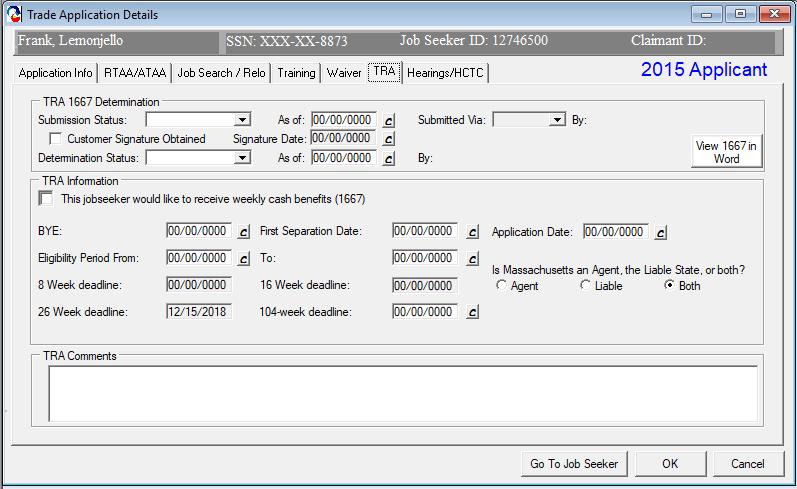 Trade Application Details
Frank, Lemonjello SSN: XXX-XX-8873 Job Seeker ID: 12746500 Claimant ID:
Application Info RTAA/ATAA Job Search / Relo Training Waiver TRA Hearings/HCTC 2015 Applicant
TRA 1667 Determination
Submission Status: As of: 00/00/0000 c Submitted Via: By:
Customer Signature Obtained Signature Date: 00/00/0000 c
View 1667 in
Word
Determination Status: As of: 00/00/0000 c By:
TRA Information
This jobseeker would like to receive weekly cash benefits (1667)
BYE: 00/00/0000 c First Separation Date: 00/00/0000 c Application Date: 00/00/0000 c
Eligibility Period From: 00/00/0000 c To: 00/00/0000 c
Is Massachusetts an Agent, the Liable State, or both?
8 Week deadline: 00/00/0000 16 Week deadline: 00/00/0000 Agent Liable Both
26 Week deadline: 12/15/2018 104-week deadline: 00/00/0000 c
TRA Comments
Go To Job Seeker OK Cancel